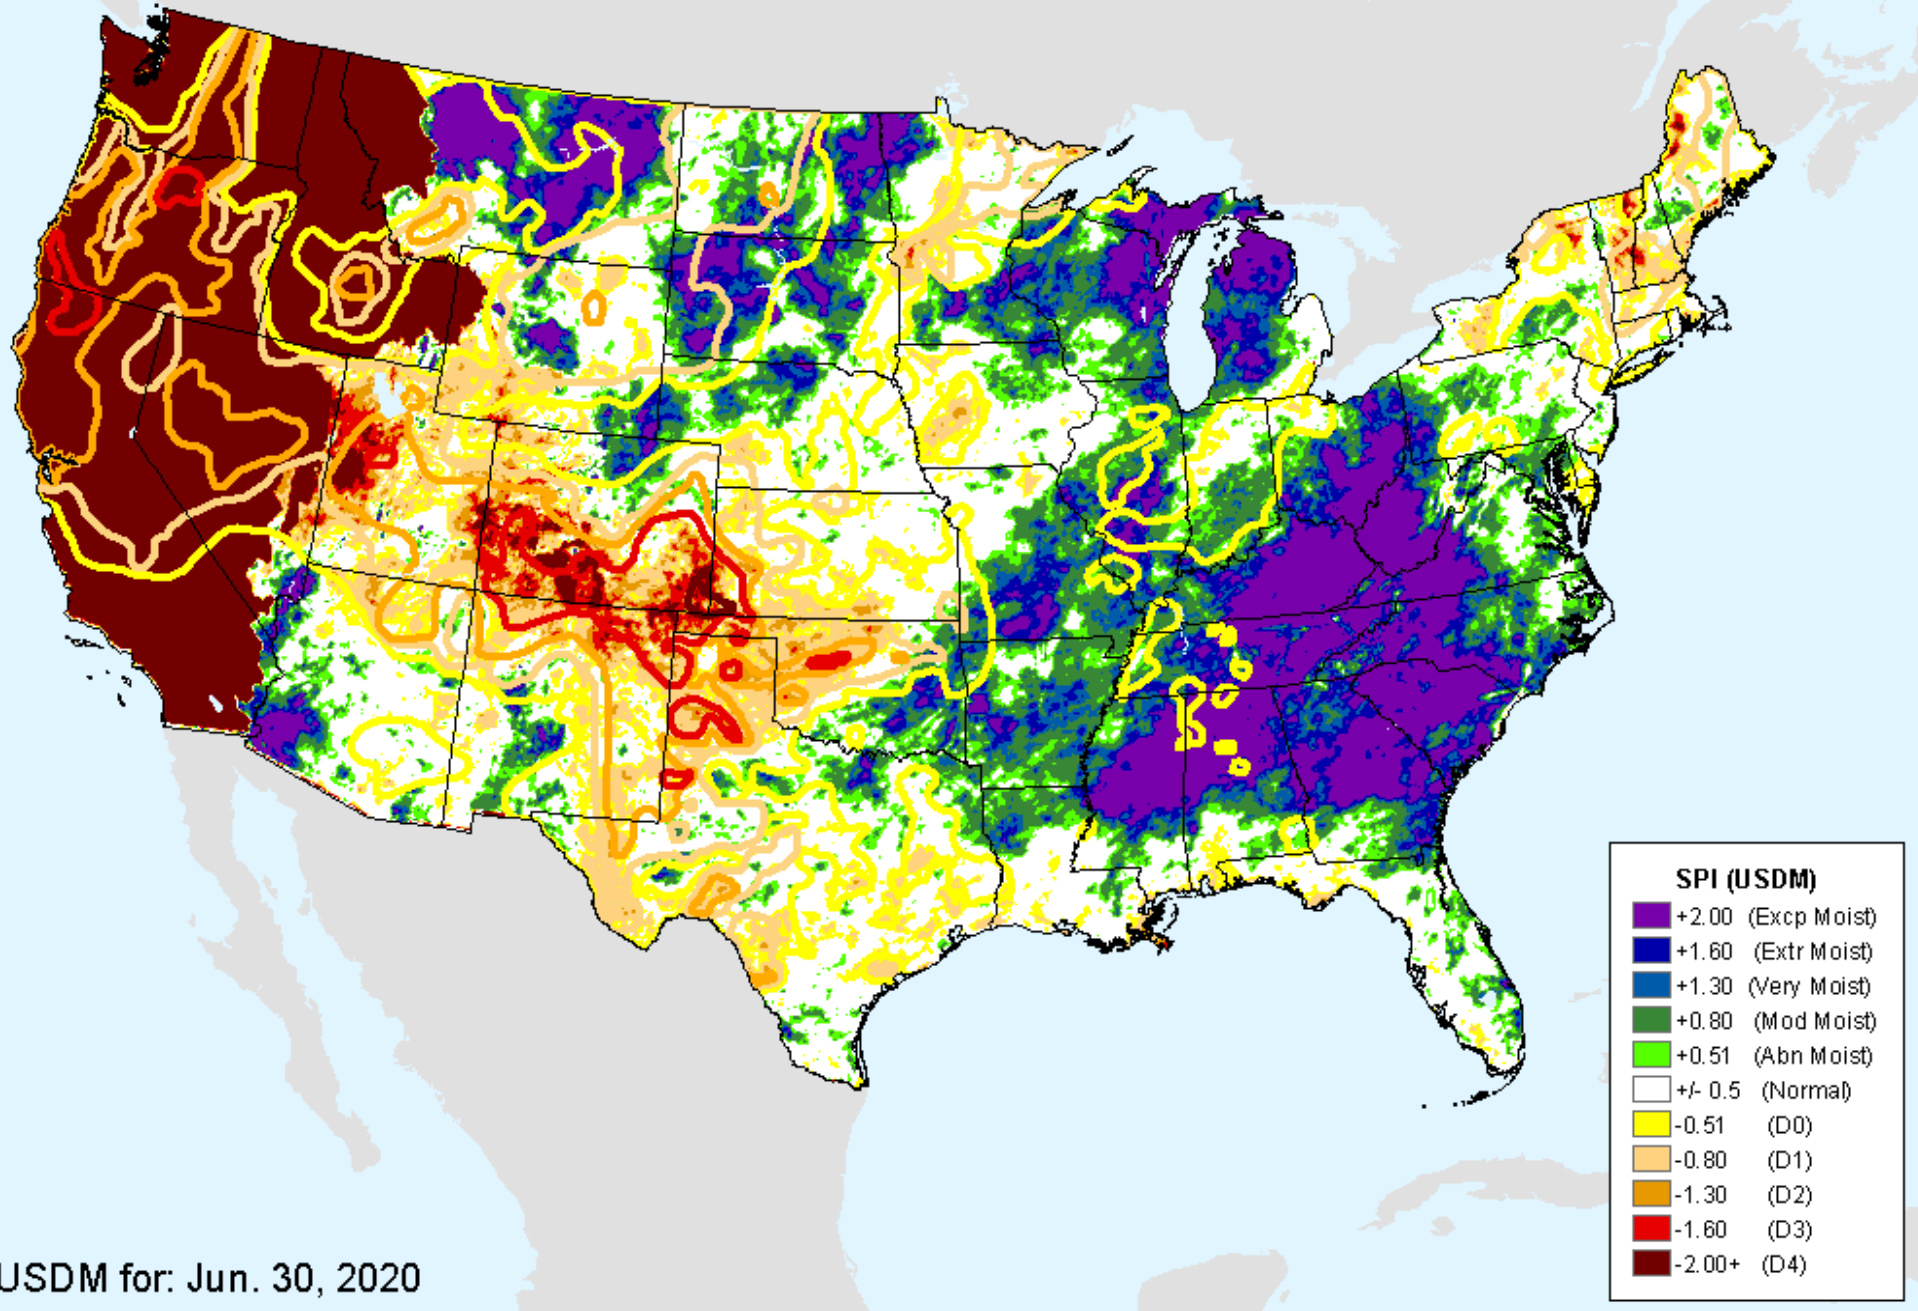 SPI (USDM)
+2.00 (Excp Moist)
+1.60 (Extr Moist)
+1.30 (Very Moist)
+0.80 (Mod Moist)
+0.51 (Abn Moist)
+/- 0.5 (Normal)
-0.51 (D0)
-0.80 (D1)
-1.30 (D2)
-1.60 (D3)
-2.00+ (D4)
USDM for: Jun. 30, 2020